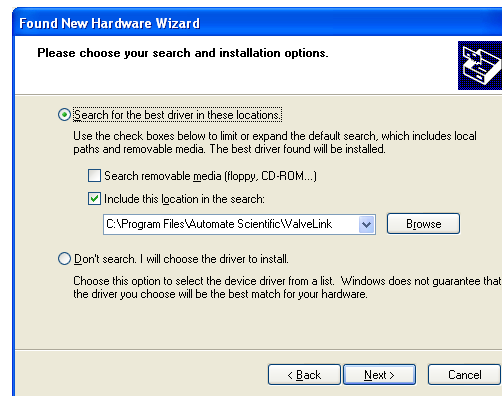 Found New Hardware Wizard
Please choose your search and installation options.
Search for the best driver in these locations.
Use the check boxes below to limit or expand the default search, which includes local
paths and removable media. The best driver found will be installed.
Search removable media (floppy, CD-ROM...)
Include this location in the search:
C:\Program Files\Automate Scientific\ValveLink
Browse
Don't search. I will choose the driver to install.
Choose this option to select the device driver from a list. Windows does not guarantee that
the driver you choose will be the best match for your hardware.
< Back
Next >
Cancel